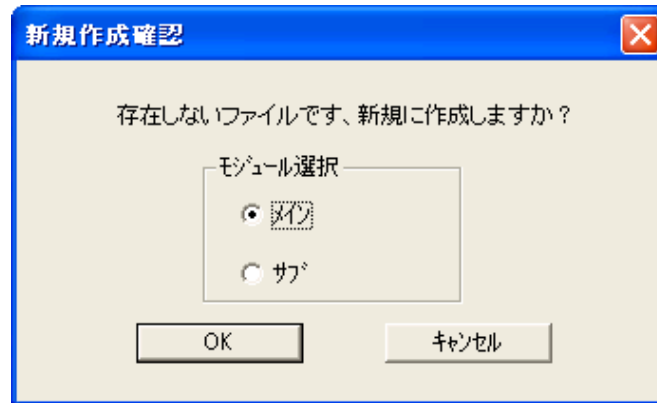 新規作成確認
存在しないファイルです、新規に作成しますか?
モジュール選択
メイン
サブ
OK
キャンセル